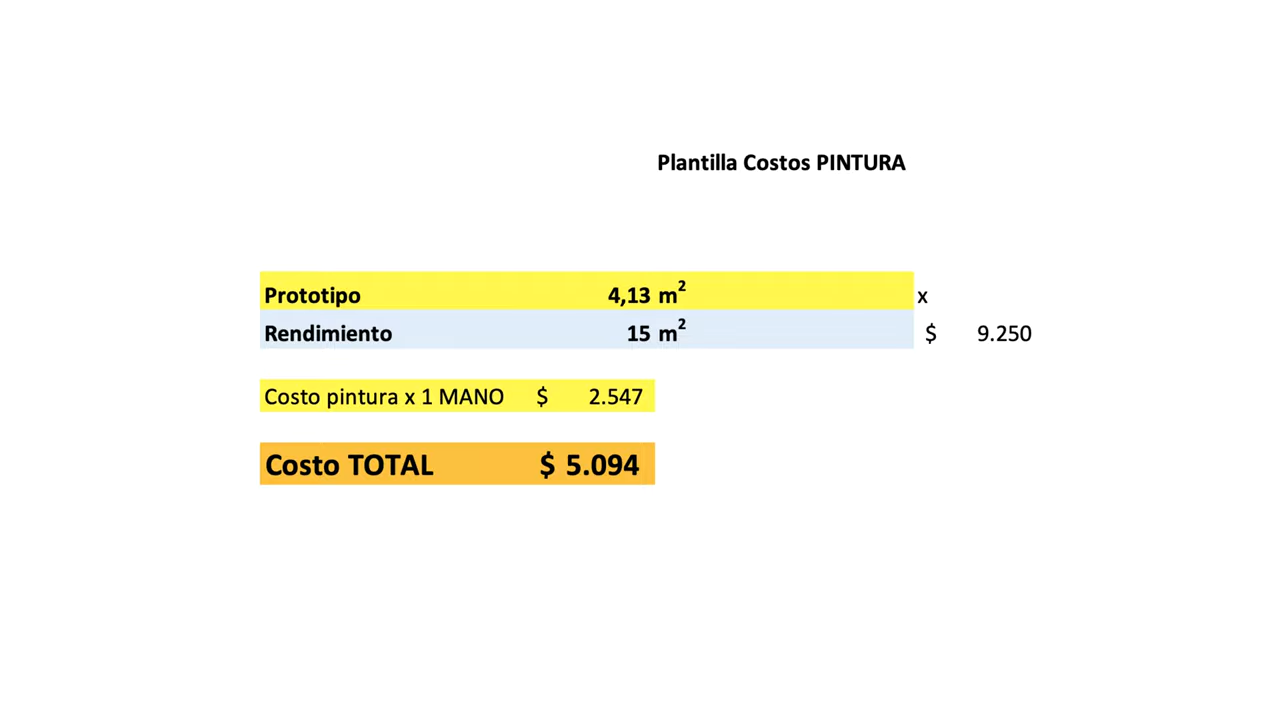 Plantilla Costos PINTURA
Prototipo 4,13 m² x
Rendimiento 15 m² $ 9.250
Costo pintura x 1 MANO $ 2.547
Costo TOTAL $ 5.094